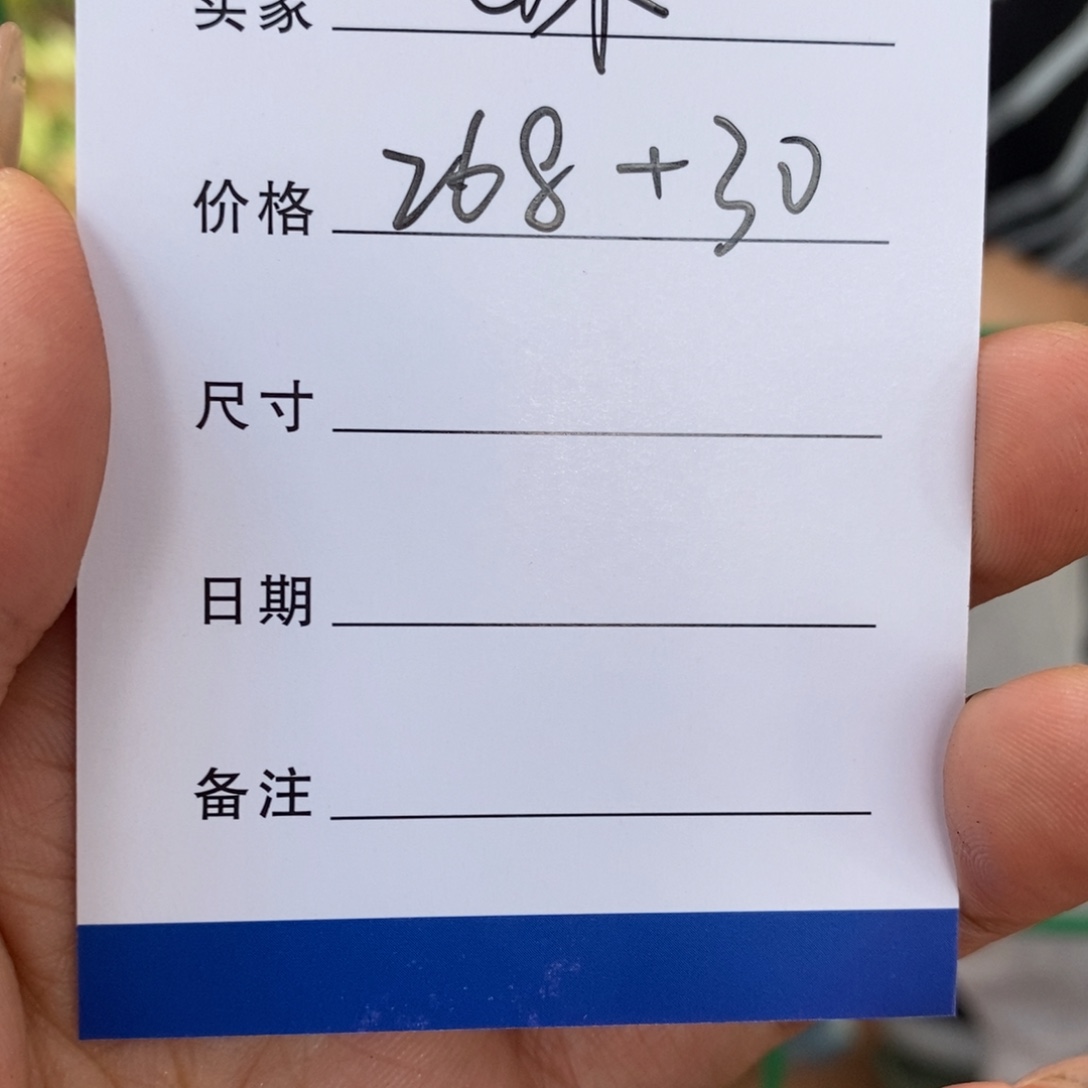 买家
价格 268+30
尺寸
日期
备注